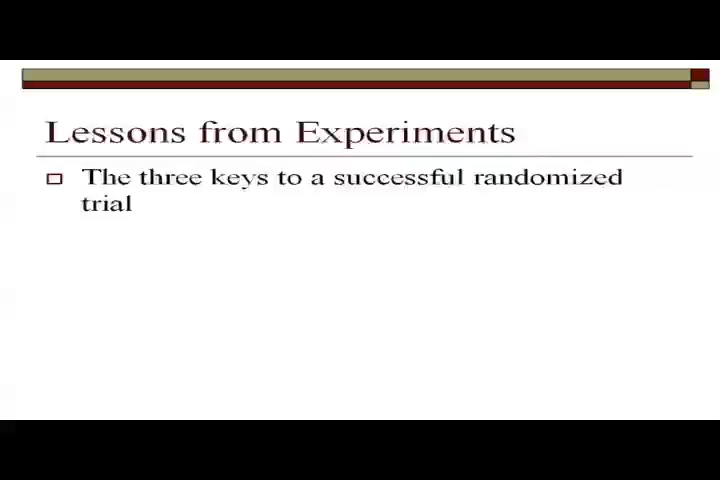 Lessons from Experiments
The three keys to a successful randomized
trial